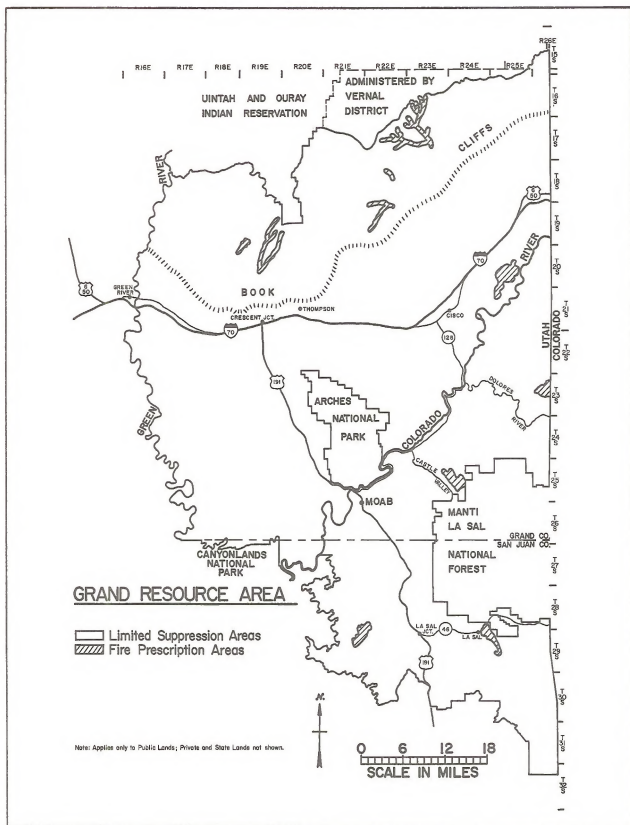 R26E
T15S
R16E R17E R18E R19E R20E R21E R22E R23E R24E R25E
ADMINISTERED BY
VERNAL
DISTRICT
UINTAH AND OURAY
INDIAN RESERVATION
T16S
T17S
CLIFFS
RIVER
T18S
6
50
T19S
70
RIVER
T20S
6
50
GREEN
RIVER
BOOK
THOMPSON
CRESCENT JCT.
70
CISCO
128
T21S
UTAH
COLORADO
T22S
191
ARCHES
NATIONAL
PARK
DOLORES
RIVER
T23S
GREEN
COLORADO
T24S
CASTLE
VALLEY
T25S
MOAB
MANTI
LA SAL
T26S
GRAND CO.
SAN JUAN CO.
CANYONLANDS
NATIONAL
PARK
NATIONAL
FOREST
T27S
GRAND RESOURCE AREA
T28S
Limited Suppression Areas
Fire Prescription Areas
LA SAL
JCT.
46
LA SAL
T29S
191
T30S
N.
T31S
Note: Applies only to Public Lands; Private and State Lands not shown.
0 6 12 18
SCALE IN MILES